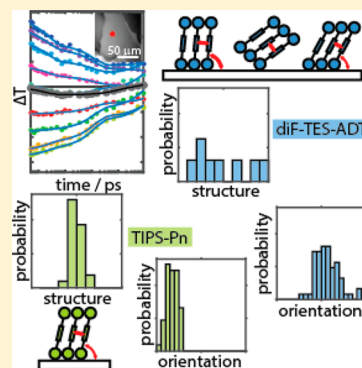 50 μm
ΔT
time / ps
probability
structure
diF-TES-ADT
probability
structure
TIPS-Pn
probability
orientation
probability
orientation